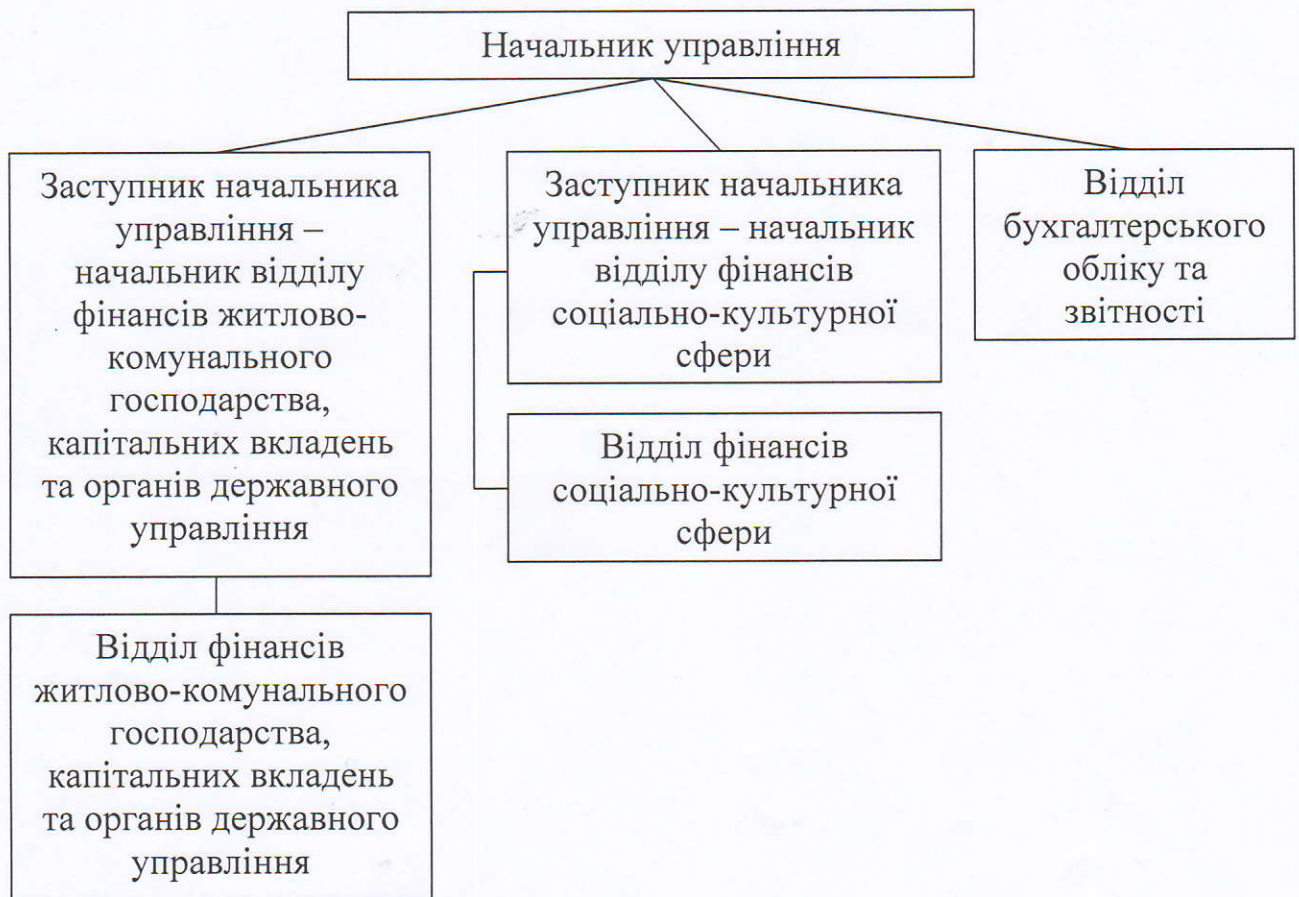 Начальник управління
Заступник начальника
управління –
начальник відділу
фінансів житлово-
комунального
господарства,
капітальних вкладень
та органів державного
управління
Заступник начальника
управління – начальник
відділу фінансів
соціально-культурної
сфери
Відділ
бухгалтерського
обліку та
звітності
Відділ фінансів
соціально-культурної
сфери
Відділ фінансів
житлово-комунального
господарства,
капітальних вкладень
та органів державного
управління